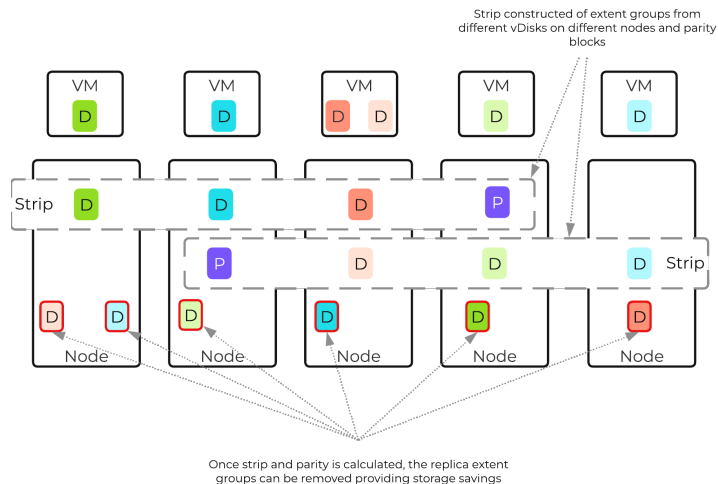 Strip constructed of extent groups from
different vDisks on different nodes and parity
blocks
VM VM VM VM VM
D D D D D D
Strip D D D P
P D D D Strip
D D D D D D
Node Node Node Node Node
Once strip and parity is calculated, the replica extent
groups can be removed providing storage savings